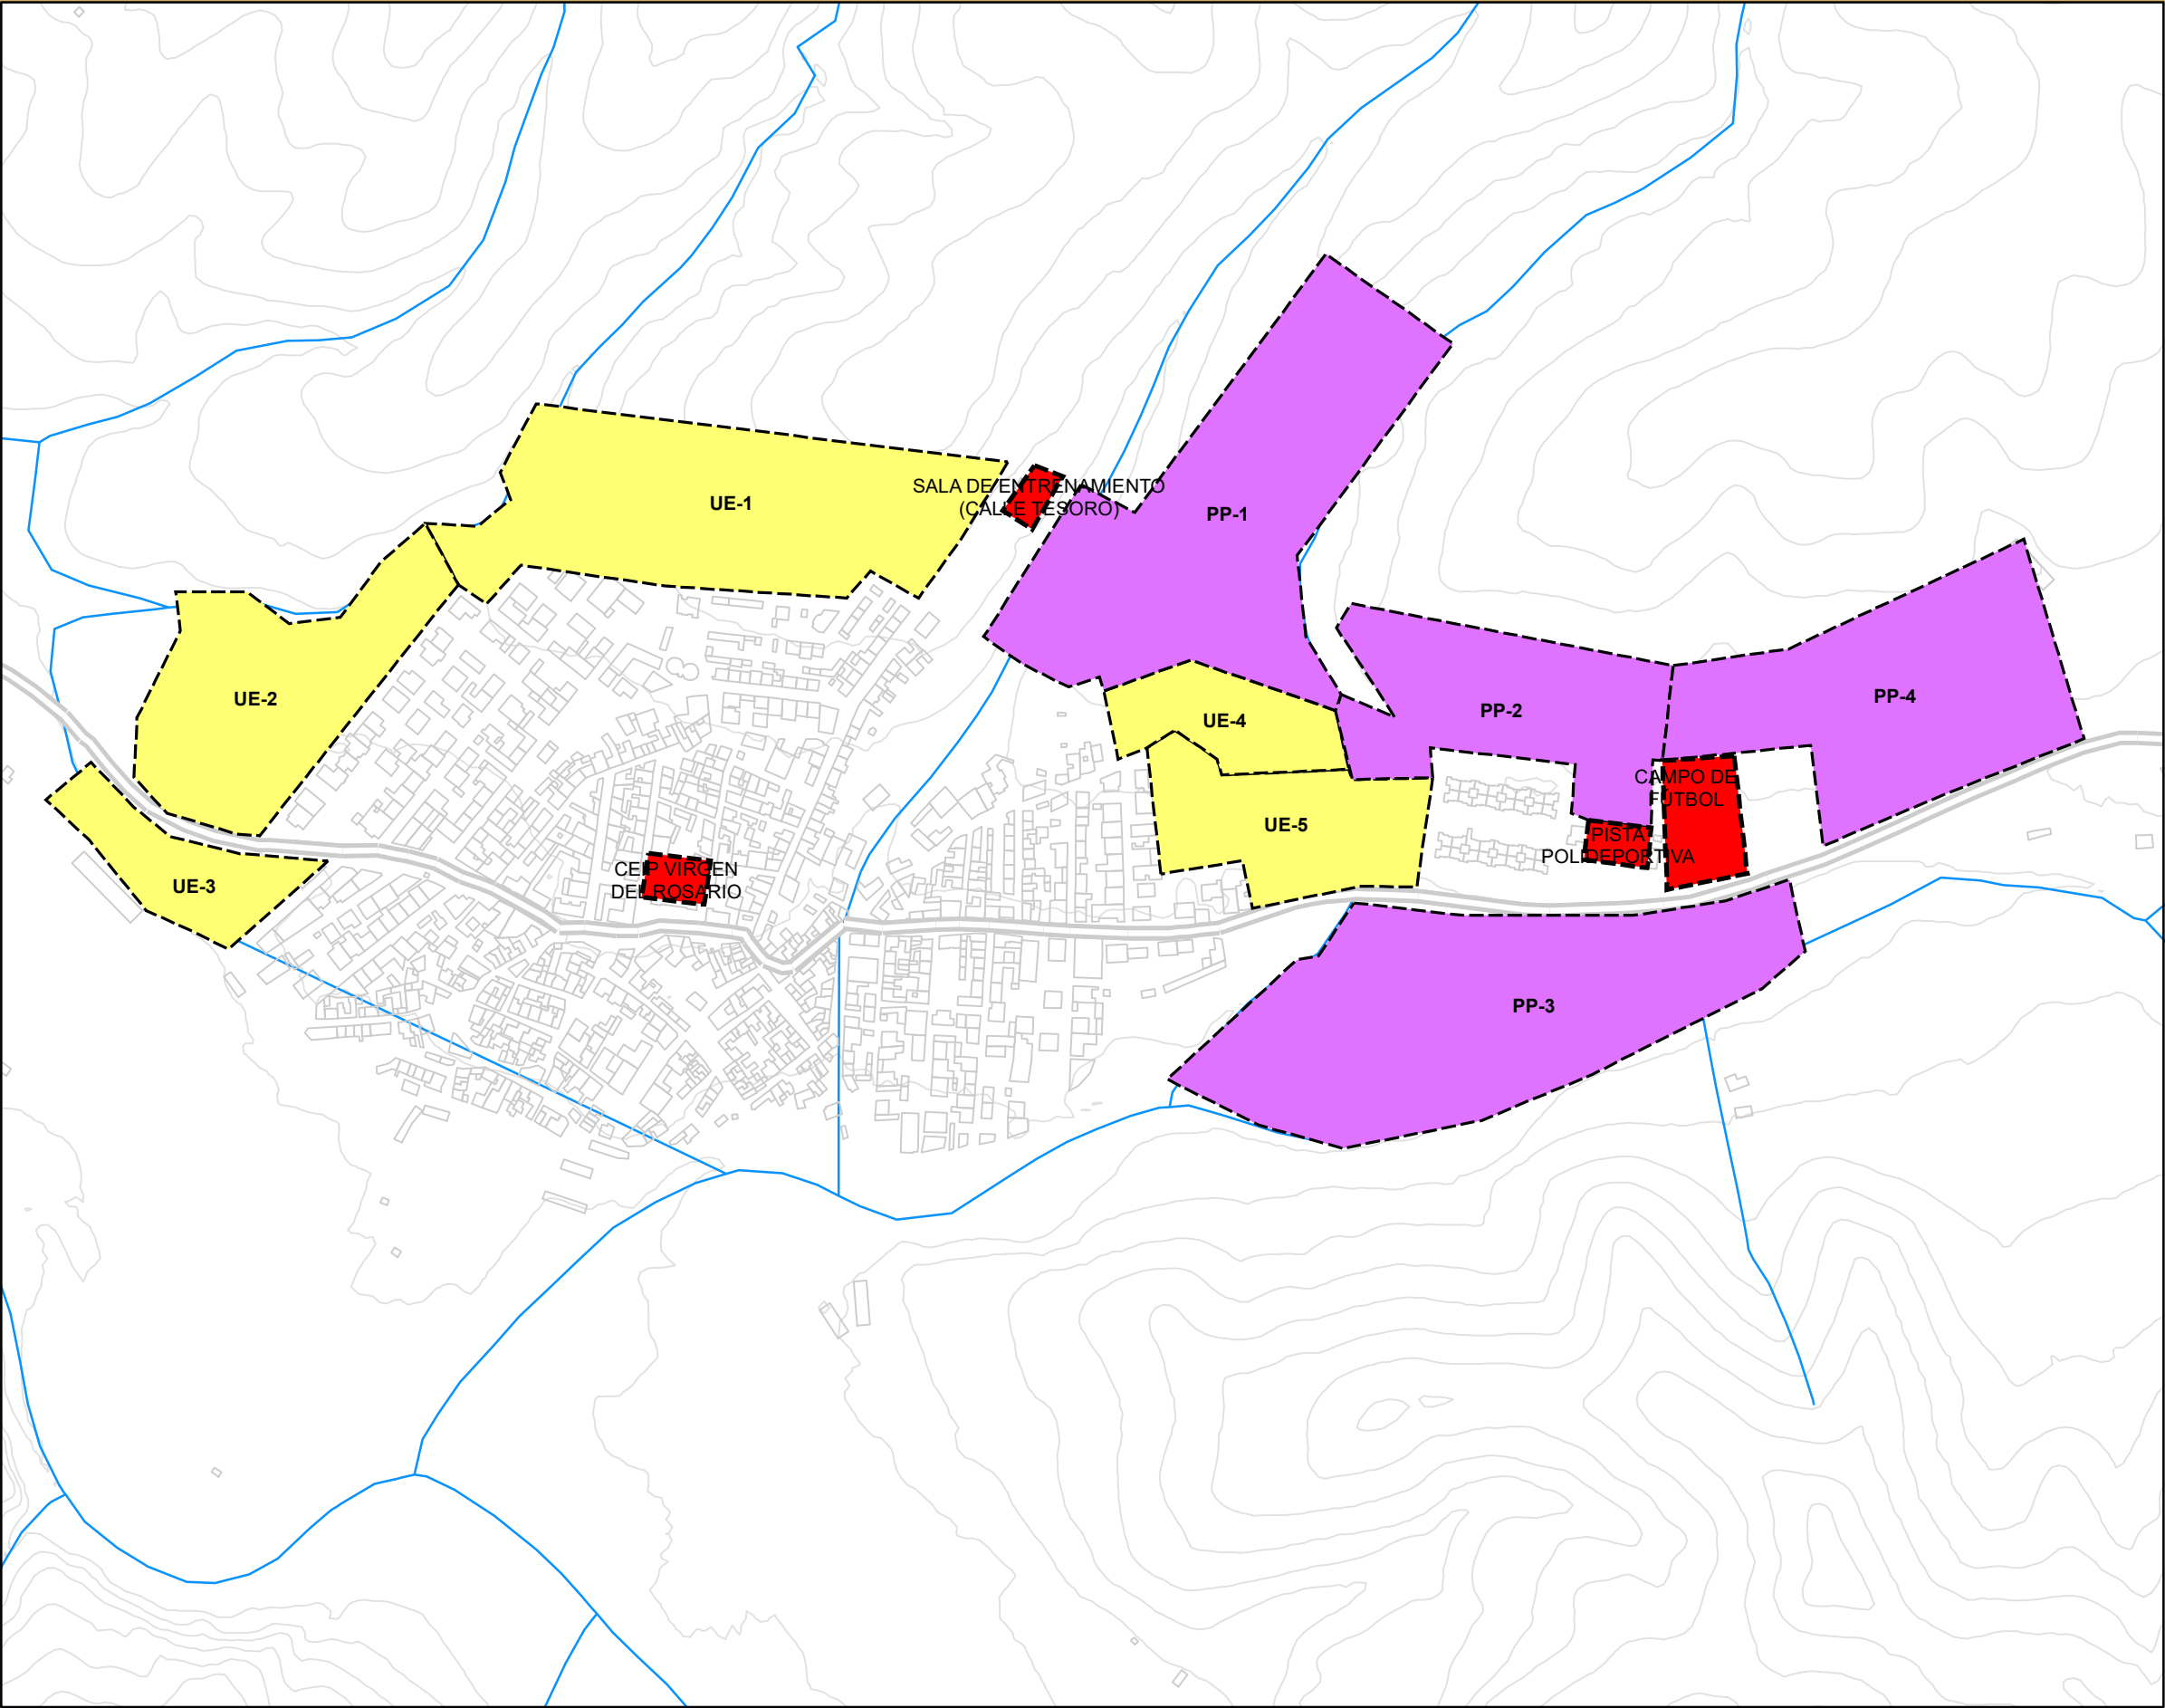 SALA DE ENTRENAMIENTO
(CALLE TESORO)
UE-1
PP-1
UE-2
UE-4
PP-2
PP-4
CAMPO DE
FUTBOL
UE-5
PISTA
POLIDEPORTIVA
CEIP VIRGEN
DEL ROSARIO
UE-3
PP-3